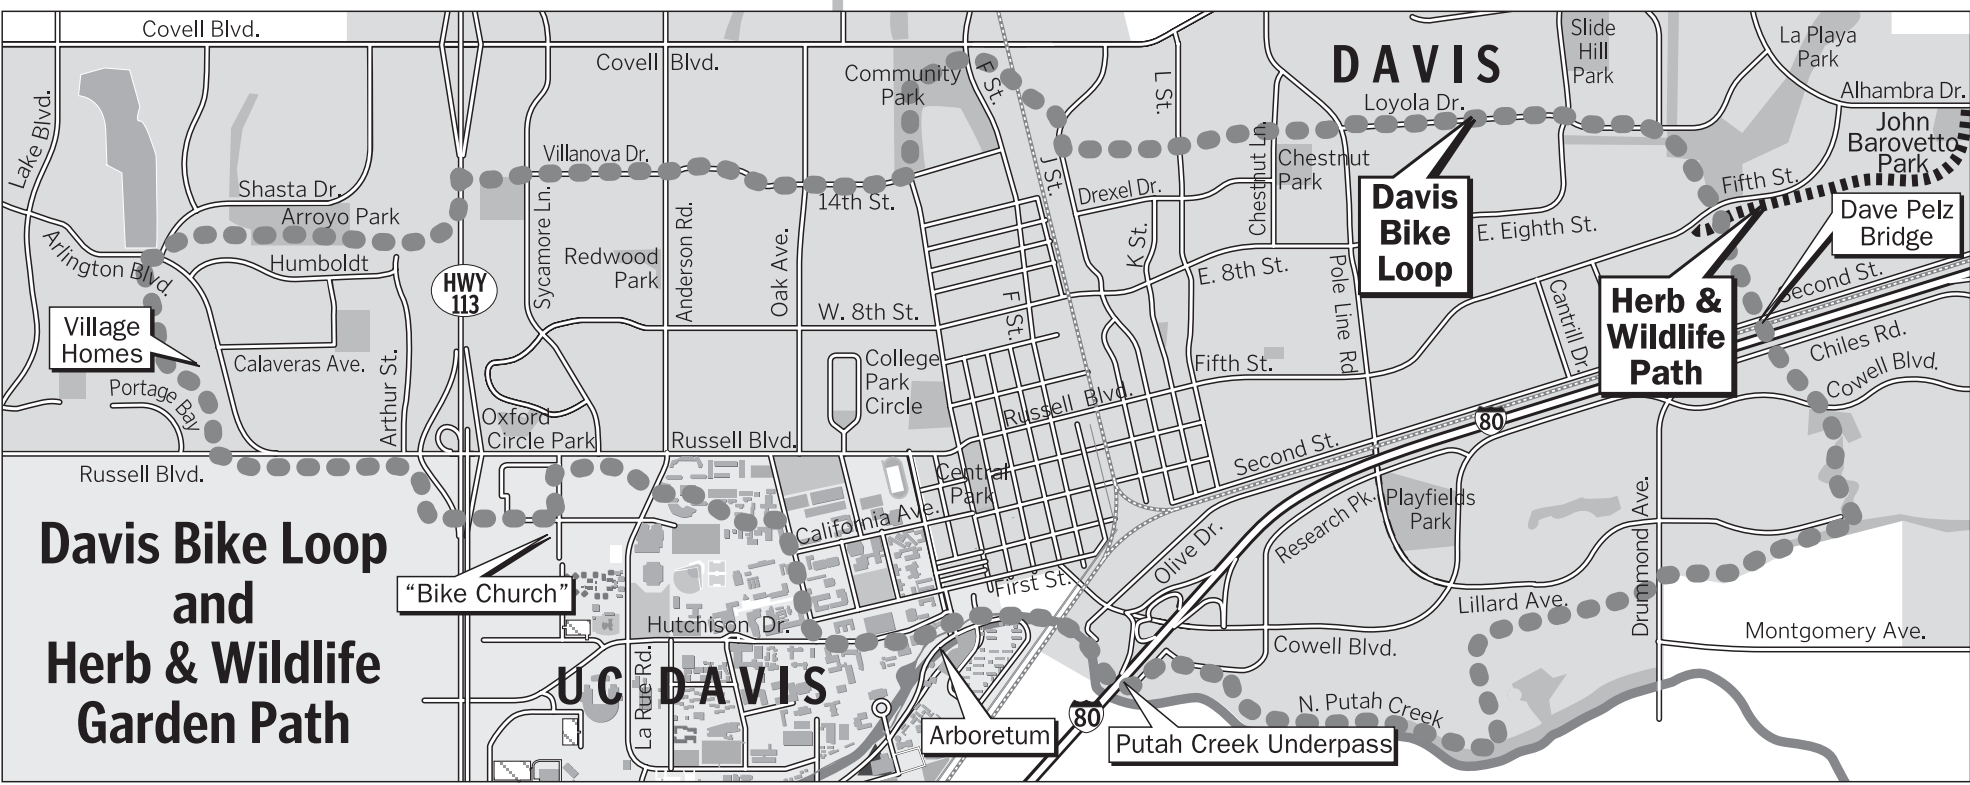 Covell Blvd.
Covell Blvd.
Community
Park
F St.
L St.
DAVIS
Slide
Hill
Park
La Playa
Park
Alhambra Dr.
Loyola Dr.
John
Barovetto
Park
Lake Blvd.
Villanova Dr.
Shasta Dr.
Arroyo Park
14th St.
J St.
Drexel Dr.
Chestnut Ln.
Chestnut
Park
Davis
Bike
Loop
Fifth St.
Dave Pelz
Bridge
Arlington Blvd.
Humboldt
HWY
113
Sycamore Ln.
Redwood
Park
Anderson Rd.
Oak Ave.
K St.
E. 8th St.
E. Eighth St.
Pole Line Rd
Cantrill Dr.
Herb &
Wildlife
Path
Second St.
Chiles Rd.
Cowell Blvd.
Village
Homes
W. 8th St.
F St.
Calaveras Ave.
Portage Bay
Arthur St.
College
Park
Circle
Fifth St.
Russell Blvd.
80
Oxford
Circle Park
Russell Blvd.
Russell Blvd.
Central
Park
Second St.
California Ave.
Olive Dr.
Research Pk.
Playfields
Park
Drummond Ave.
Davis Bike Loop
and
Herb & Wildlife
Garden Path
"Bike Church"
First St.
Lillard Ave.
Hutchison Dr.
Cowell Blvd.
Montgomery Ave.
UC DAVIS
La Rue Rd.
N. Putah Creek
80
Arboretum
Putah Creek Underpass